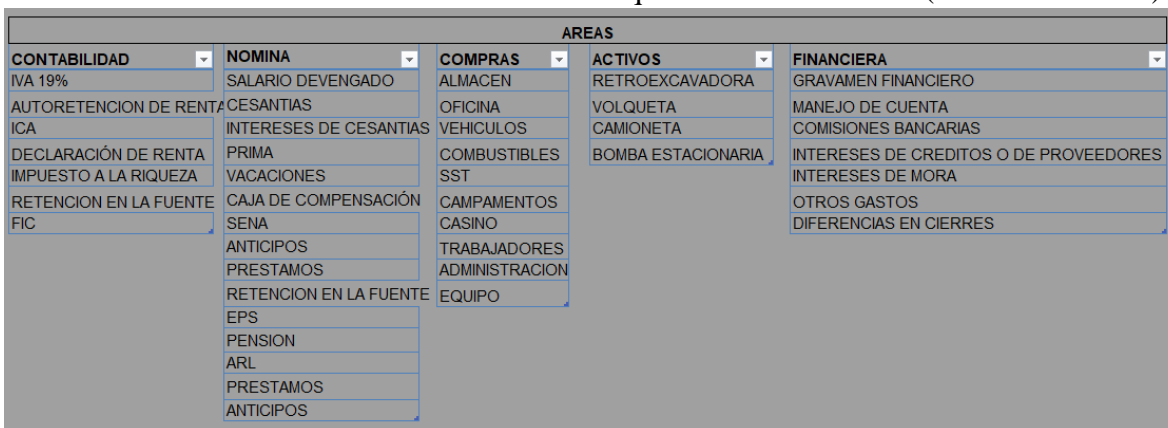 AREAS
CONTABILIDAD
IVA 19%
AUTORETENCION DE RENTA
ICA
DECLARACIÓN DE RENTA
IMPUESTO A LA RIQUEZA
RETENCION EN LA FUENTE
FIC
NOMINA
SALARIO DEVENGADO
CESANTIAS
INTERESES DE CESANTIAS
PRIMA
VACACIONES
CAJA DE COMPENSACIÓN
SENA
ANTICIPOS
PRESTAMOS
RETENCION EN LA FUENTE
EPS
PENSION
ARL
PRESTAMOS
ANTICIPOS
COMPRAS
ALMACEN
OFICINA
VEHICULOS
COMBUSTIBLES
SST
CAMPAMENTOS
CASINO
TRABAJADORES
ADMINISTRACION
EQUIPO
ACTIVOS
RETROEXCAVADORA
VOLQUETA
CAMIONETA
BOMBA ESTACIONARIA
FINANCIERA
GRAVAMEN FINANCIERO
MANEJO DE CUENTA
COMISIONES BANCARIAS
INTERESES DE CREDITOS O DE PROVEEDORES
INTERESES DE MORA
OTROS GASTOS
DIFERENCIAS EN CIERRES